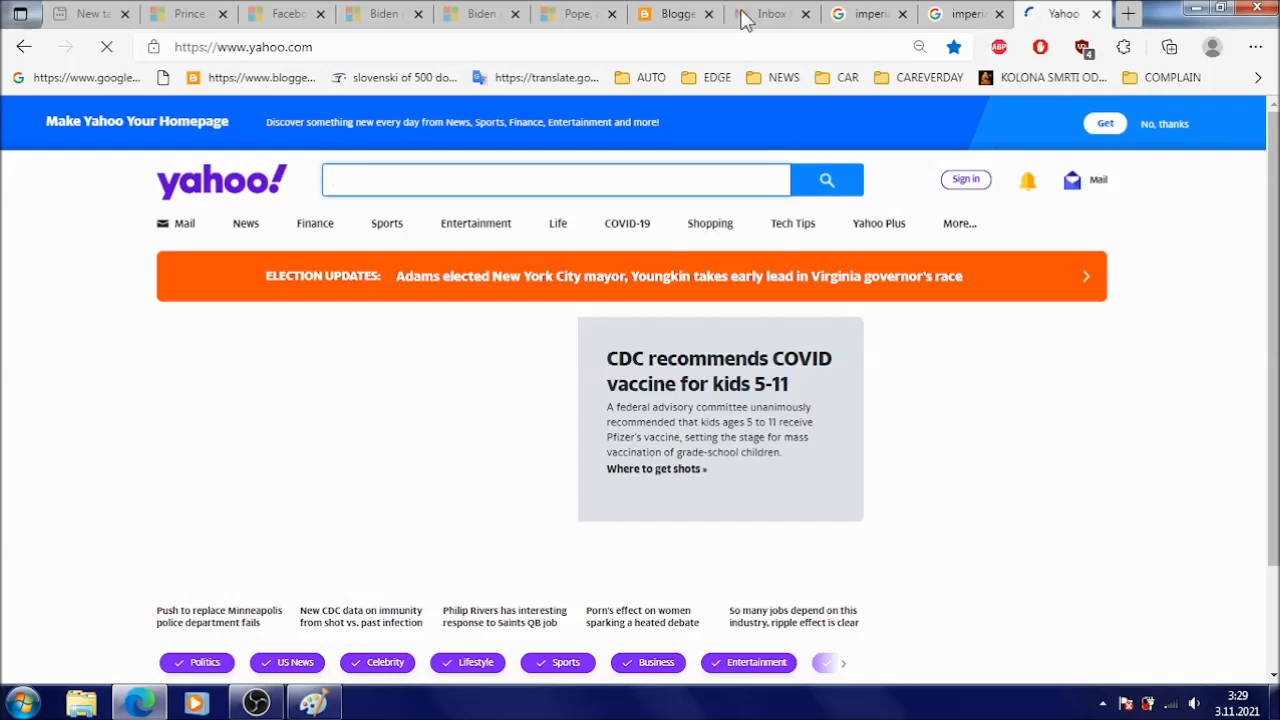 New ta
Prince
Facebo
Biden
Biden
Pope, a
Blogge
Inbox
imperi
imperi
Yahoo
https://www.yahoo.com
ABP
4
https://www.google...
https://www.blogge...
slovenski of 500 do...
https://translate.go...
AUTO
EDGE
NEWS
CAR
CAREVERDAY
KOLONA SMRTI OD...
COMPLAIN
Make Yahoo Your Homepage
Discover something new every day from News, Sports, Finance, Entertainment and more!
Get
No, thanks
yahoo!
Sign in
Mail
Mail
News
Finance
Sports
Entertainment
Life
COVID-19
Shopping
Tech Tips
Yahoo Plus
More...
ELECTION UPDATES: Adams elected New York City mayor, Youngkin takes early lead in Virginia governor's race
CDC recommends COVID
vaccine for kids 5-11
A federal advisory committee unanimously
recommended that kids ages 5 to 11 receive
Pfizer's vaccine, setting the stage for mass
vaccination of grade-school children.
Where to get shots »
Push to replace Minneapolis
police department fails
New CDC data on immunity
from shot vs. past infection
Philip Rivers has interesting
response to Saints QB job
Porn's effect on women
sparking a heated debate
So many jobs depend on this
industry, ripple effect is clear
Politics
US News
Celebrity
Lifestyle
Sports
Business
Entertainment
3:29
3.11.2021